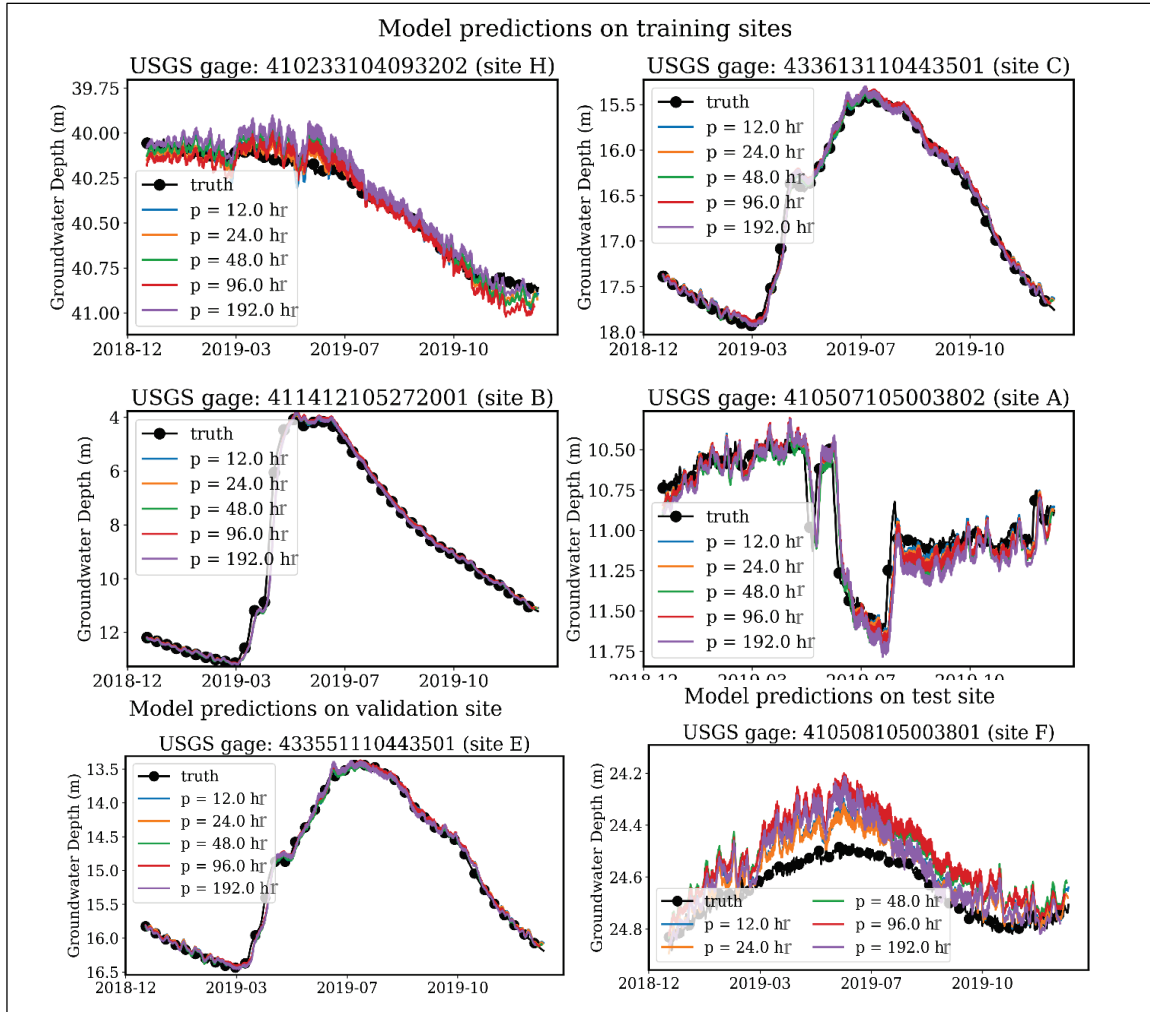 Model predictions on training sites
USGS gage: 410233104093202 (site H)
Groundwater Depth (m)
39.75
40.00
40.25
40.50
40.75
41.00
truth
p = 12.0 hr
p = 24.0 hr
p = 48.0 hr
p = 96.0 hr
p = 192.0 hr
2018-12 2019-03 2019-07 2019-10
USGS gage: 433613110443501 (site C)
Groundwater Depth (m)
15.5
16.0
16.5
17.0
17.5
18.0
truth
p = 12.0 hr
p = 24.0 hr
p = 48.0 hr
p = 96.0 hr
p = 192.0 hr
2018-12 2019-03 2019-07 2019-10
USGS gage: 411412105272001 (site B)
Groundwater Depth (m)
4
6
8
10
12
truth
p = 12.0 hr
p = 24.0 hr
p = 48.0 hr
p = 96.0 hr
p = 192.0 hr
2018-12 2019-03 2019-07 2019-10
USGS gage: 410507105003802 (site A)
Groundwater Depth (m)
10.50
10.75
11.00
11.25
11.50
11.75
truth
p = 12.0 hr
p = 24.0 hr
p = 48.0 hr
p = 96.0 hr
p = 192.0 hr
2018-12 2019-03 2019-07 2019-10
Model predictions on validation site
USGS gage: 433551110443501 (site E)
Groundwater Depth (m)
13.5
14.0
14.5
15.0
15.5
16.0
16.5
truth
p = 12.0 hr
p = 24.0 hr
p = 48.0 hr
p = 96.0 hr
p = 192.0 hr
2018-12 2019-03 2019-07 2019-10
Model predictions on test site
USGS gage: 410508105003801 (site F)
Groundwater Depth (m)
24.2
24.4
24.6
24.8
truth
p = 12.0 hr
p = 24.0 hr
p = 48.0 hr
p = 96.0 hr
p = 192.0 hr
2018-12 2019-03 2019-07 2019-10